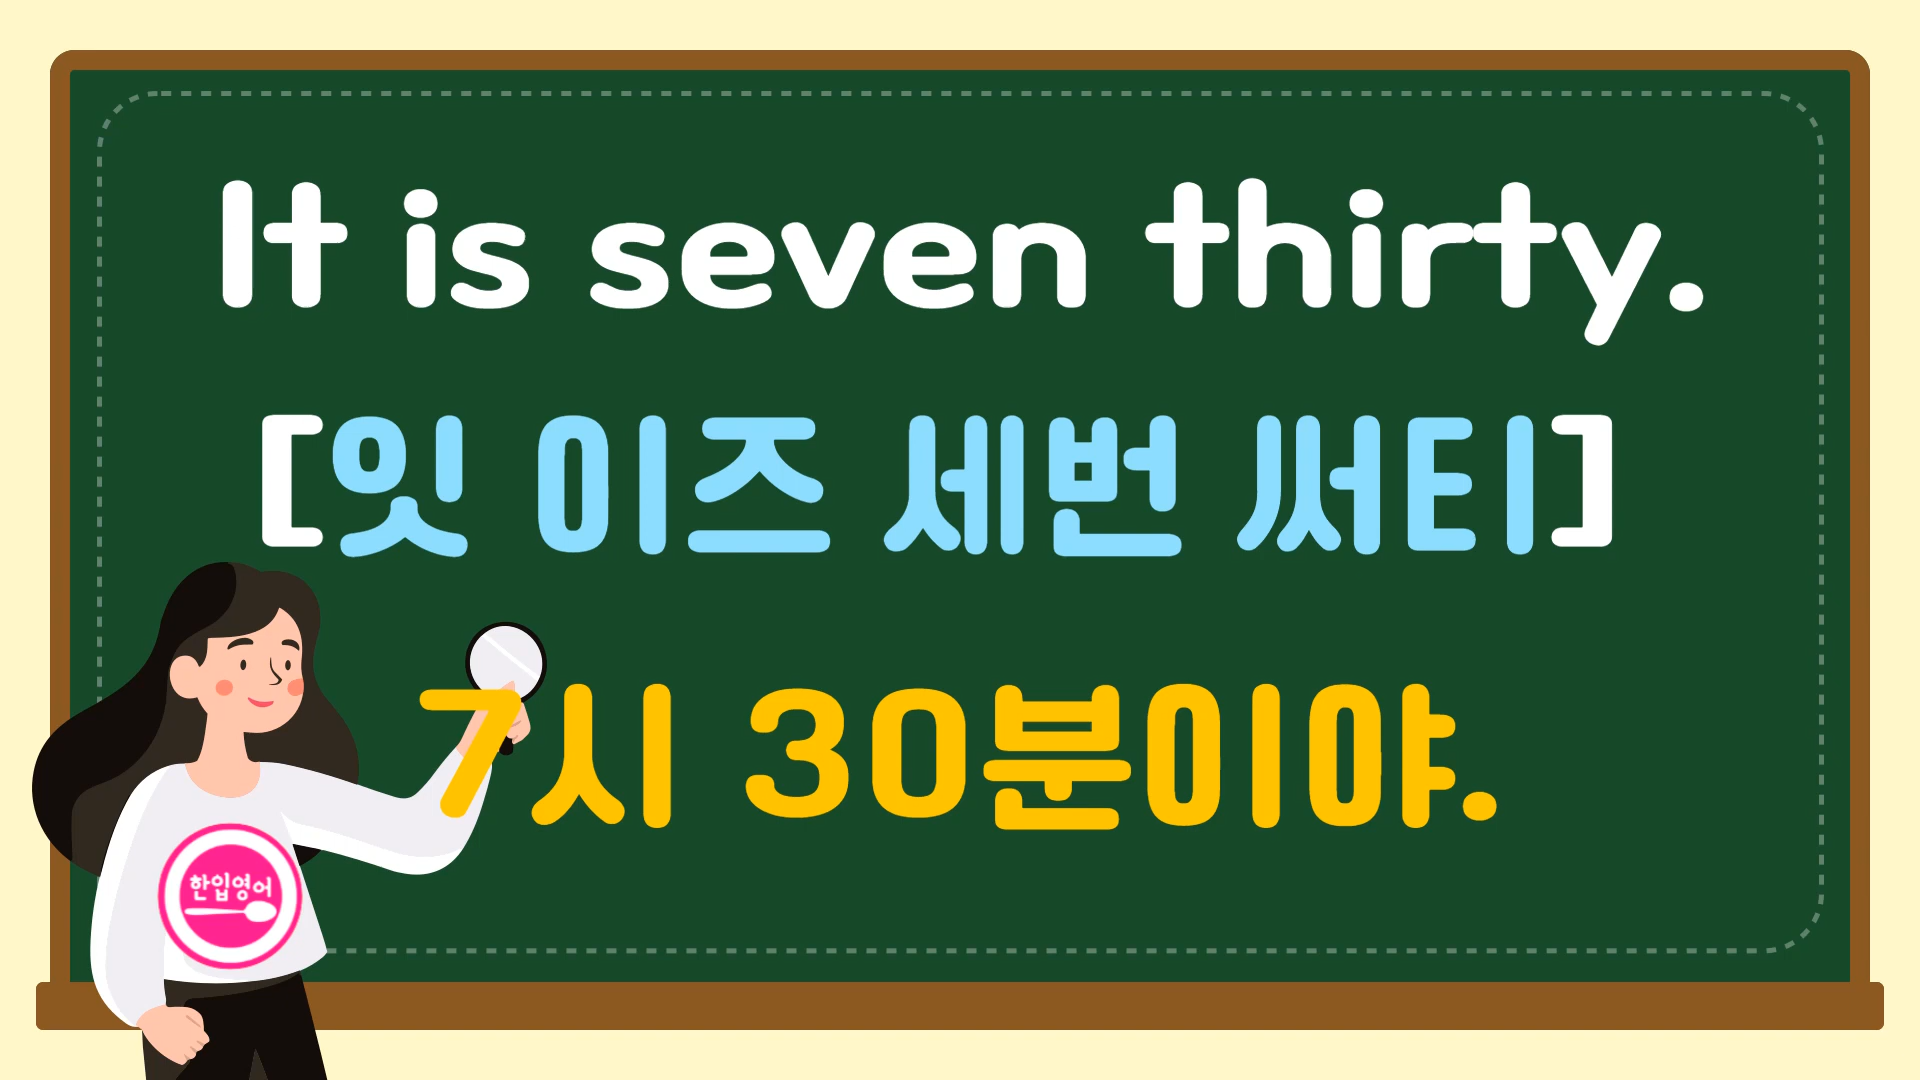 It is seven thirty.
[잇 이즈 세번 써티]
7시 30분이야.
한입영어